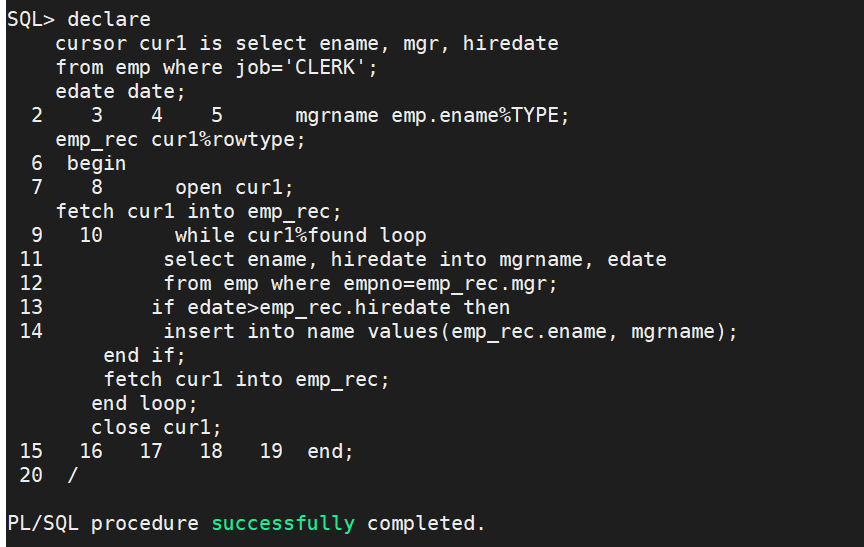 SQL> declare
    cursor cur1 is select ename, mgr, hiredate
    from emp where job='CLERK';
    edate date;
  2    3    4    5      mgrname emp.ename%TYPE;
    emp_rec cur1%rowtype;
  6  begin
  7    8      open cur1;
    fetch cur1 into emp_rec;
  9   10      while cur1%found loop
 11          select ename, hiredate into mgrname, edate
 12          from emp where empno=emp_rec.mgr;
 13         if edate>emp_rec.hiredate then
 14          insert into name values(emp_rec.ename, mgrname);
        end if;
        fetch cur1 into emp_rec;
       end loop;
       close cur1;
 15   16   17   18   19  end;
 20  /
PL/SQL procedure successfully completed.